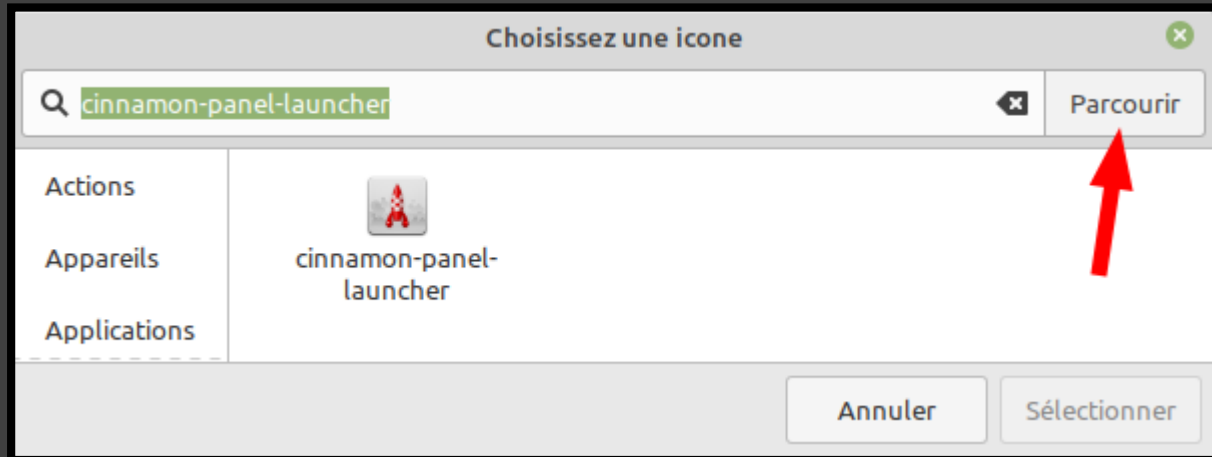 Choisissez une icone
cinnamon-panel-launcher
Parcourir
Actions
Appareils
Applications
cinnamon-panel-
launcher
Annuler
Sélectionner